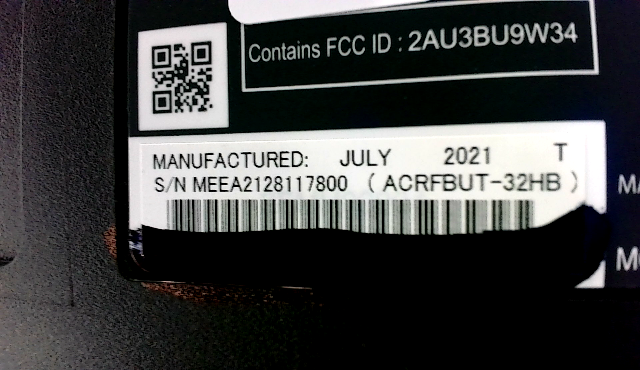 Contains FCC ID : 2AU3BU9W34
MANUFACTURED: JULY 2021 T
S/N MEEA2128117800 ( ACRFBUT-32HB )